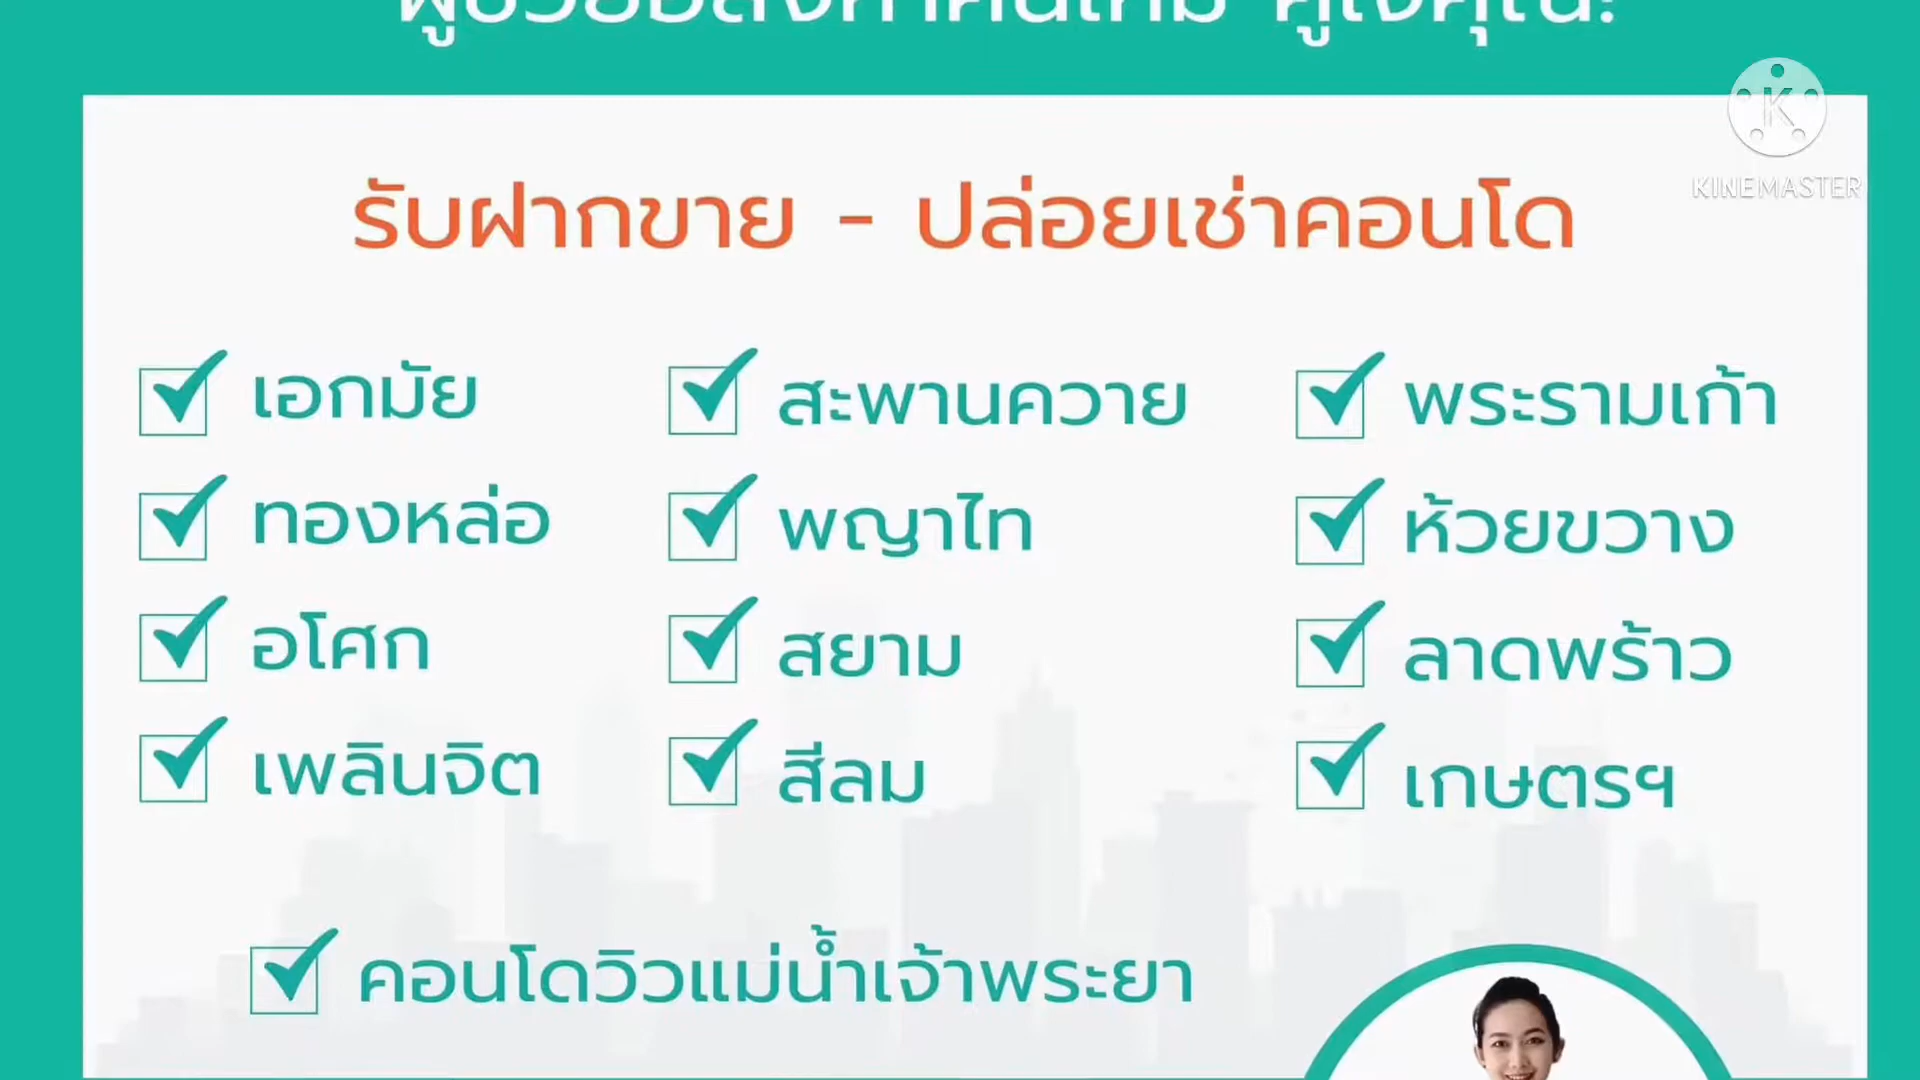 KINEMASTER
รับฝากขาย - ปล่อยเช่าคอนโด
เอกมัย
ทองหล่อ
อโศก
เพลินจิต
สะพานควาย
พญาไท
สยาม
สีลม
พระรามเก้า
ห้วยขวาง
ลาดพร้าว
เกษตรฯ
คอนโดวิวแม่น้ำเจ้าพระยา